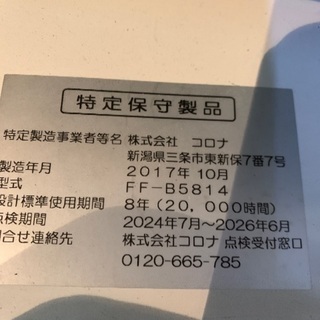 特定保守製品
特定製造事業者等名 株式会社 コロナ
新潟県三条市東新保7番7号
製造年月 2017年 10月
型式 FF-B5814
設計標準使用期間 8年(20,000時間)
点検期間 2024年7月～2026年6月
問合せ連絡先 株式会社コロナ 点検受付窓口
0120-665-785